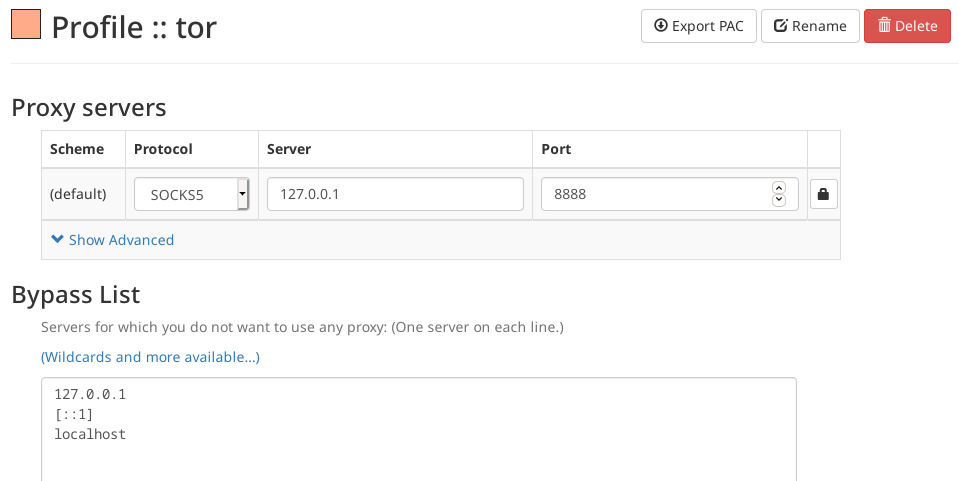 Profile :: tor
Export PAC
Rename
Delete
Proxy servers
Scheme Protocol Server Port
(default) SOCKS5 127.0.0.1 8888
Show Advanced
Bypass List
Servers for which you do not want to use any proxy: (One server on each line.)
(Wildcards and more available...)
127.0.0.1
[::1]
localhost